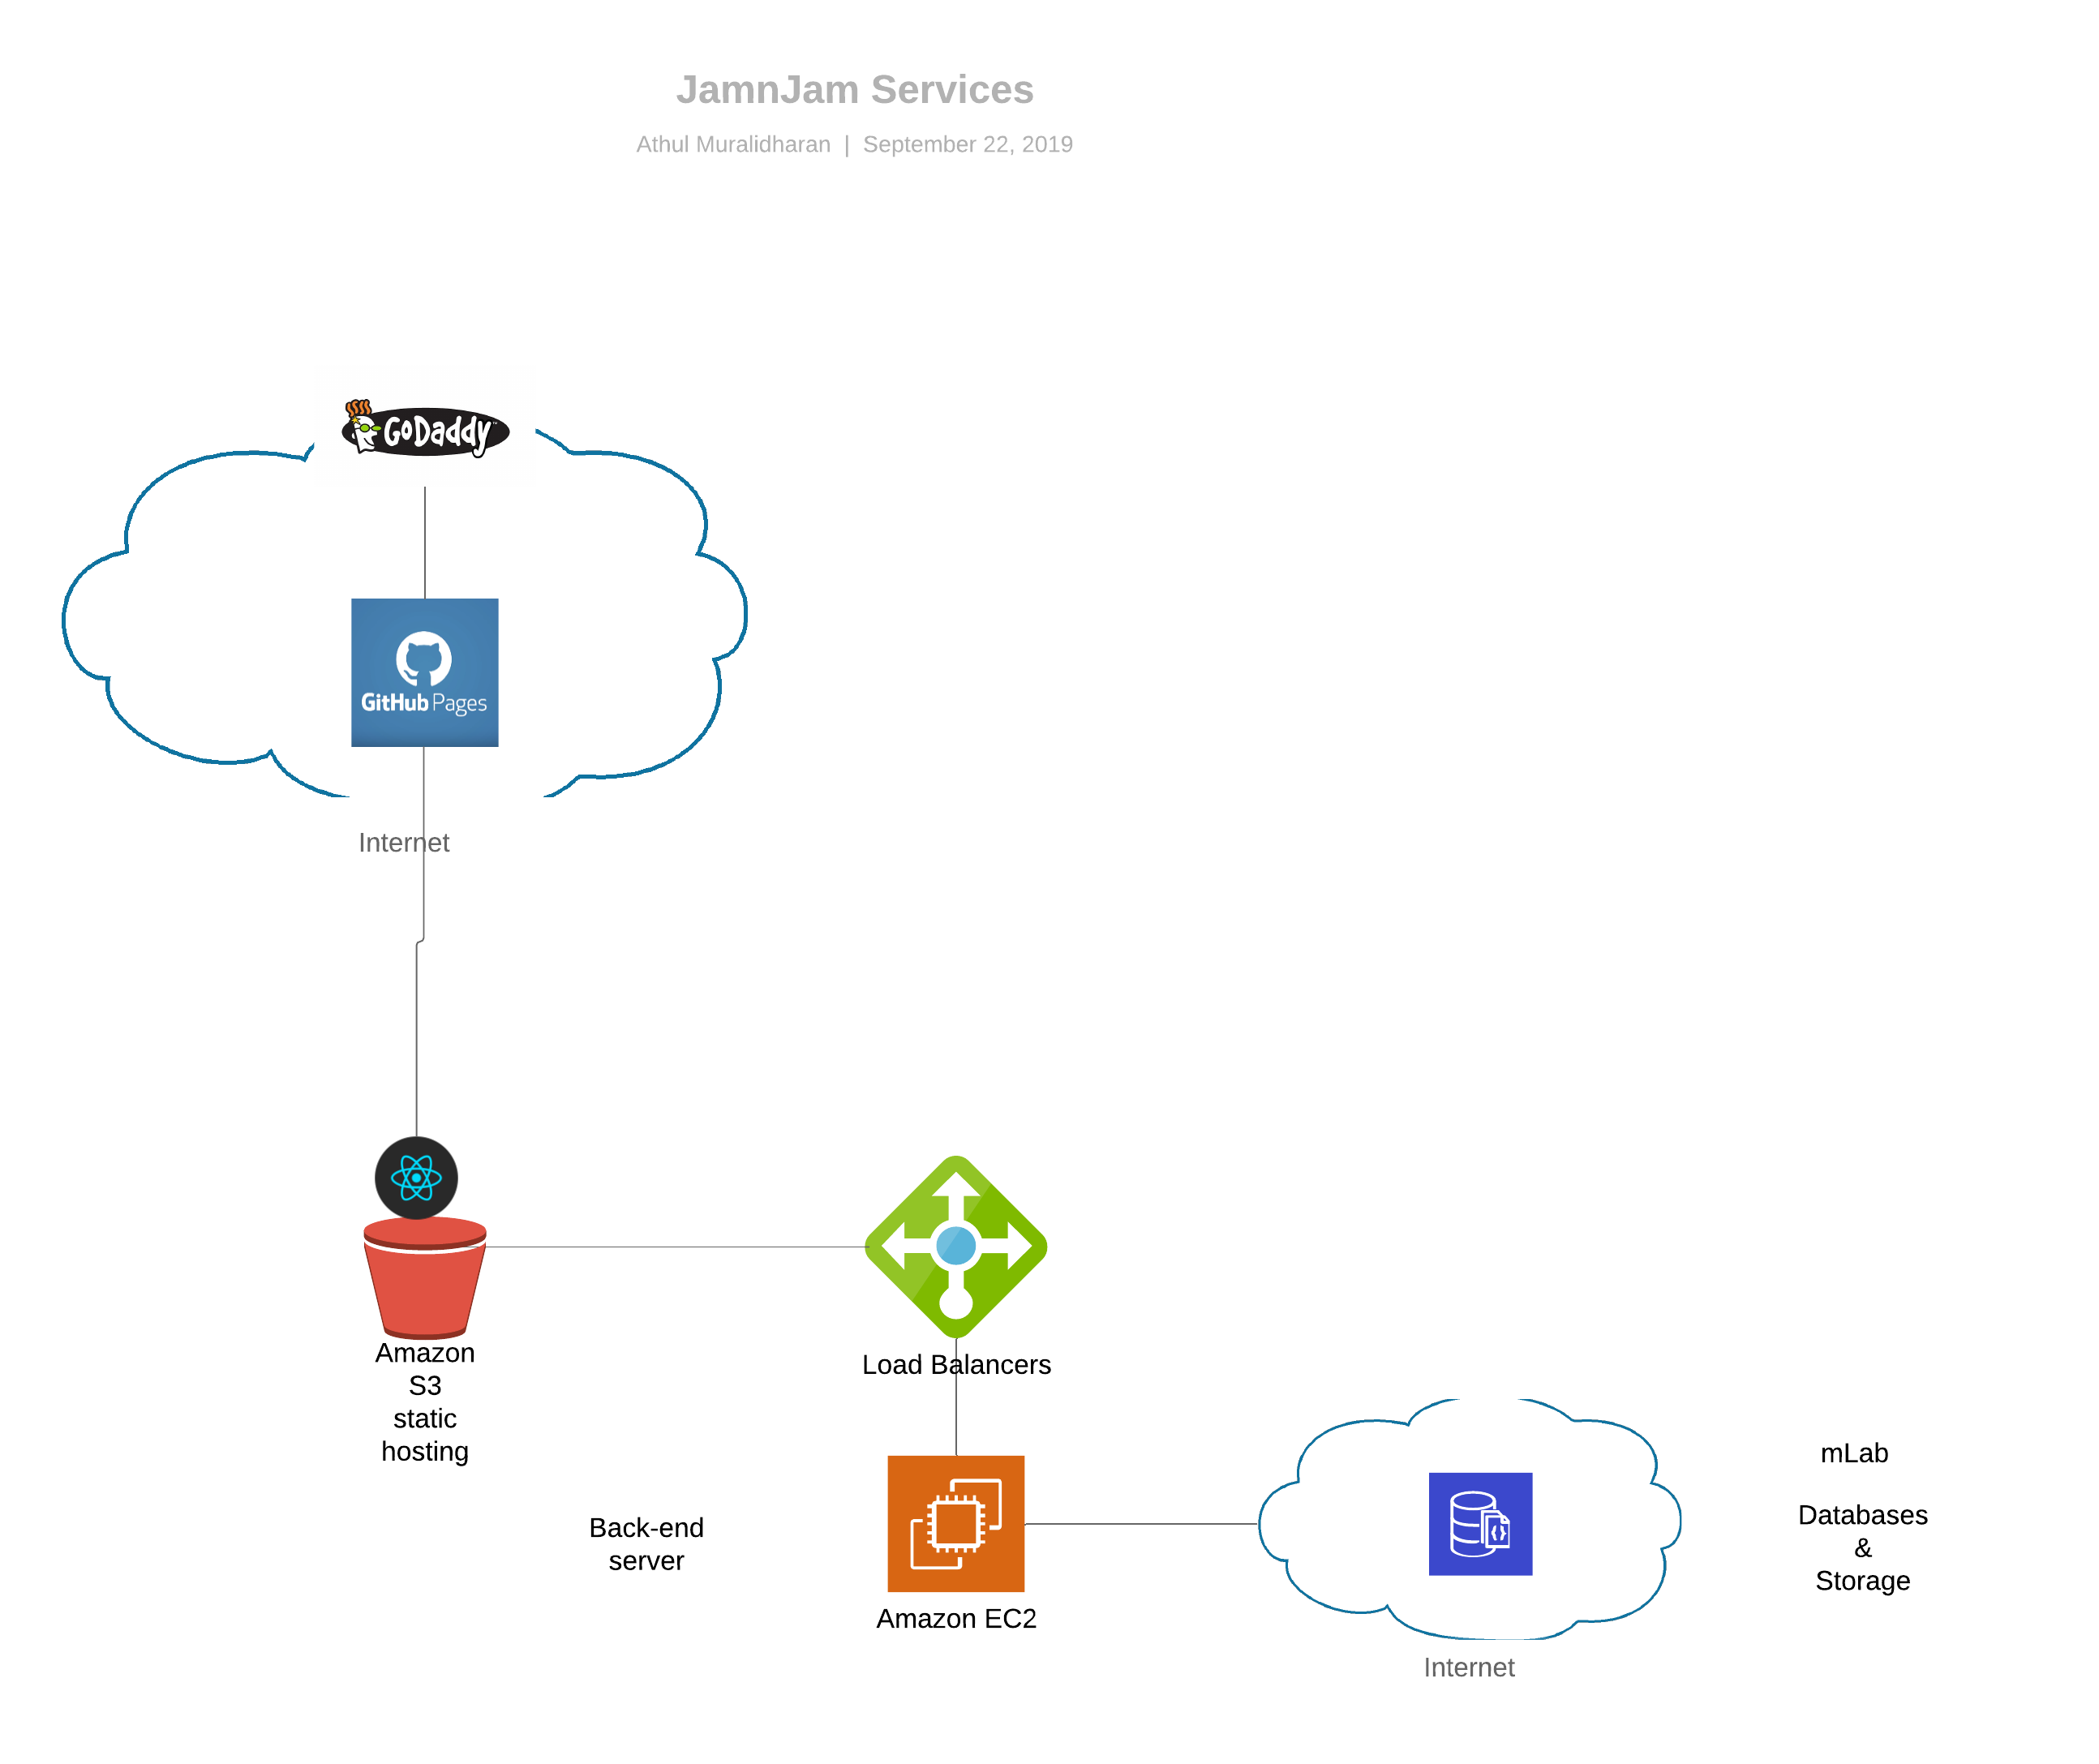 JamnJam Services
Athul Muralidharan | September 22, 2019
GoDaddy™
GitHub Pages
Internet
Amazon
S3
static
hosting
Load Balancers
Back-end
server
Amazon EC2
Internet
mLab
Databases
&
Storage